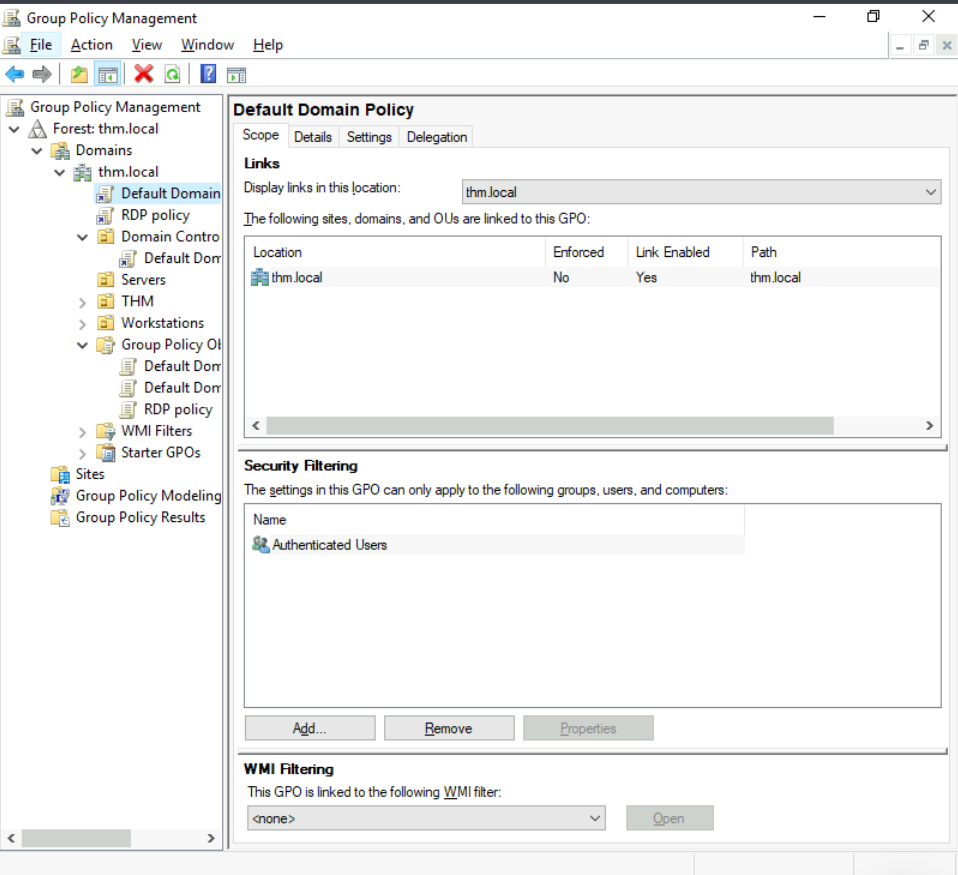 Group Policy Management
File Action View Window Help
Group Policy Management
Forest: thm.local
Domains
thm.local
Default Domain
RDP policy
Domain Contro
Default Dom
Servers
THM
Workstations
Group Policy Ob
Default Dom
Default Dom
RDP policy
WMI Filters
Starter GPOs
Sites
Group Policy Modeling
Group Policy Results
Default Domain Policy
Scope Details Settings Delegation
Links
Display links in this location: thm.local
The following sites, domains, and OUs are linked to this GPO:
Location Enforced Link Enabled Path
thm.local No Yes thm.local
Security Filtering
The settings in this GPO can only apply to the following groups, users, and computers:
Name
Authenticated Users
Add... Remove Properties
WMI Filtering
This GPO is linked to the following WMI filter:
<none> Open